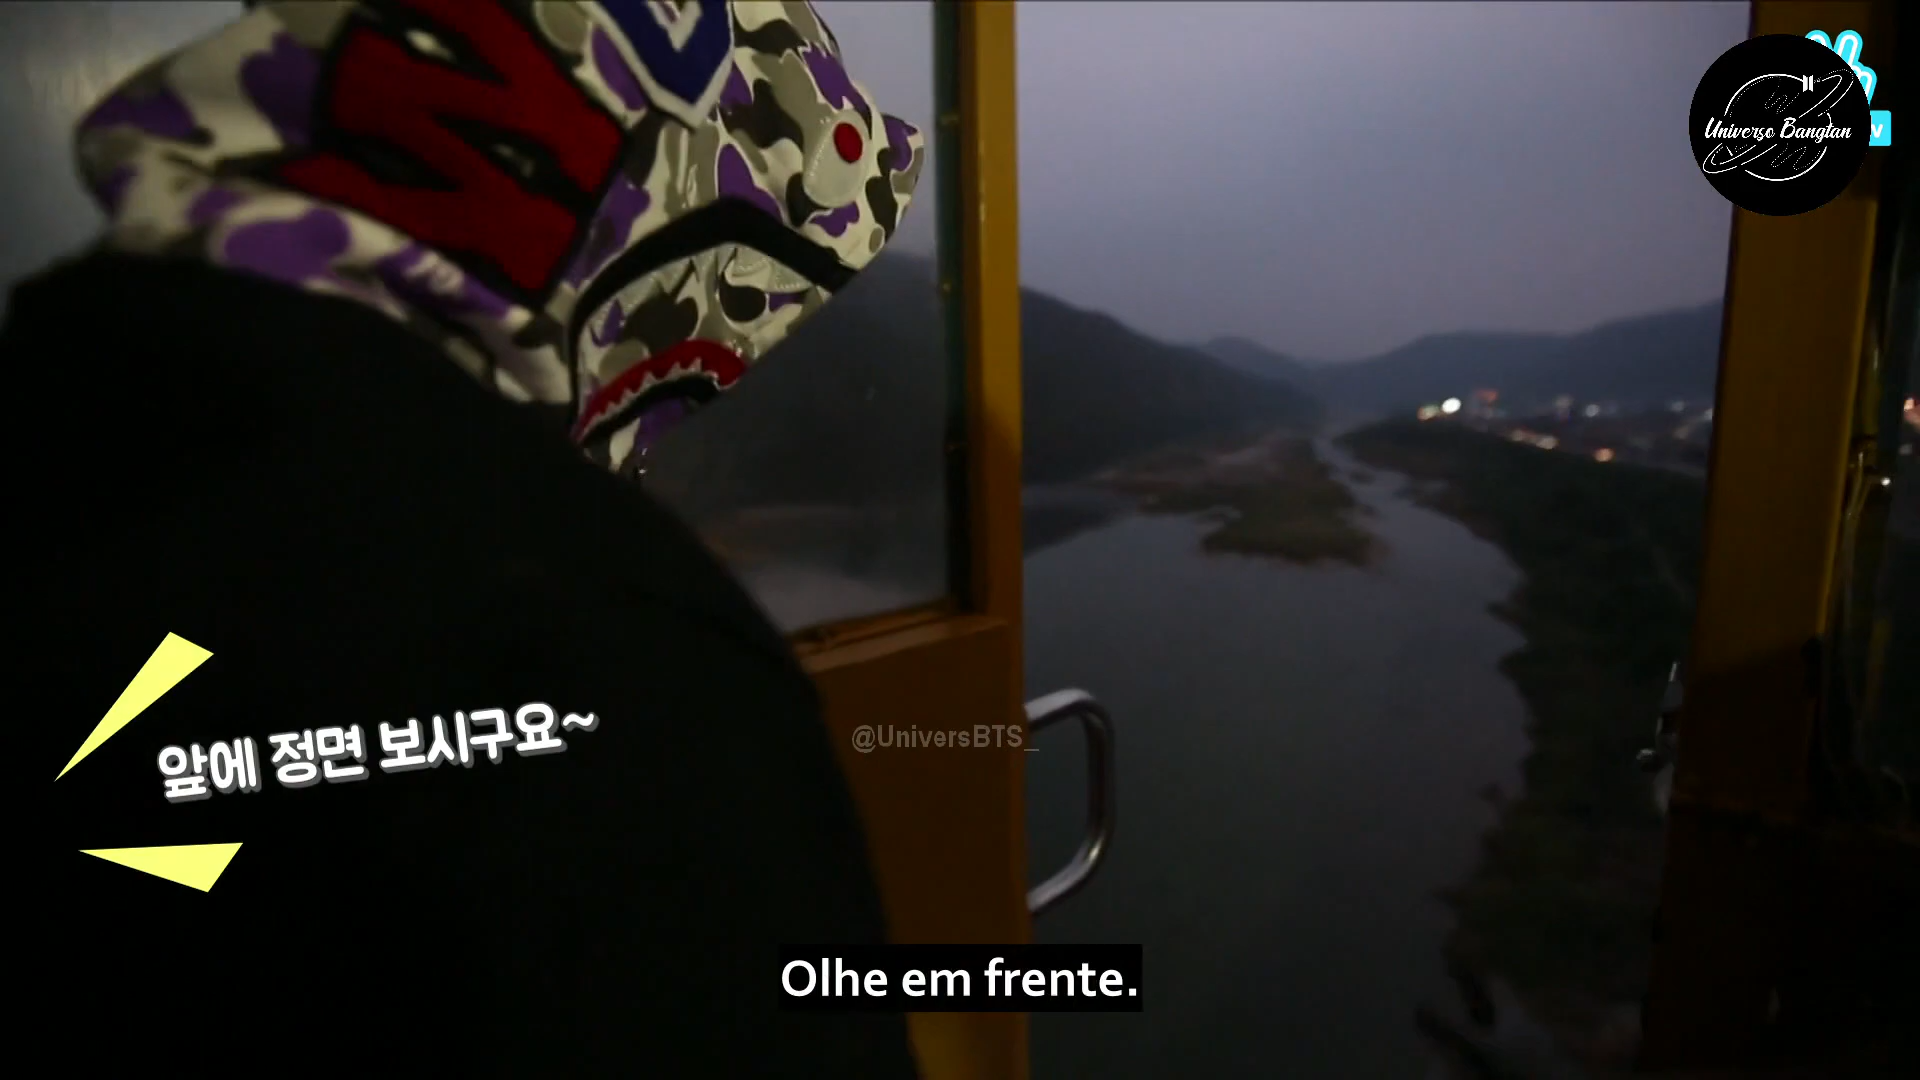 Universo Bangtan
앞에 정면 보시구요~
@UniversBTS_
Olhe em frente.